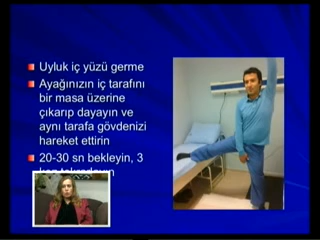 Uyluk iç yüzü germe
Ayağınızın iç tarafını
bir masa üzerine
çıkarıp dayayın ve
aynı tarafa gövdenizi
hareket ettirin
20-30 sn bekleyin, 3